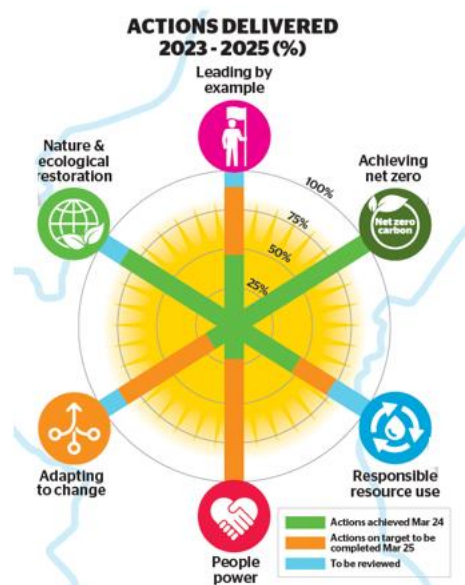 ACTIONS DELIVERED
2023 - 2025 (%)
Leading by
example
Nature &
ecological
restoration
Achieving
net zero
Net zero
carbon
100%
75%
50%
25%
Adapting
to change
Responsible
resource use
People
power
Actions achieved Mar 24
Actions on target to be
completed Mar 25
To be reviewed